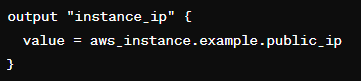 output "instance_ip" {
  value = aws_instance.example.public_ip
}